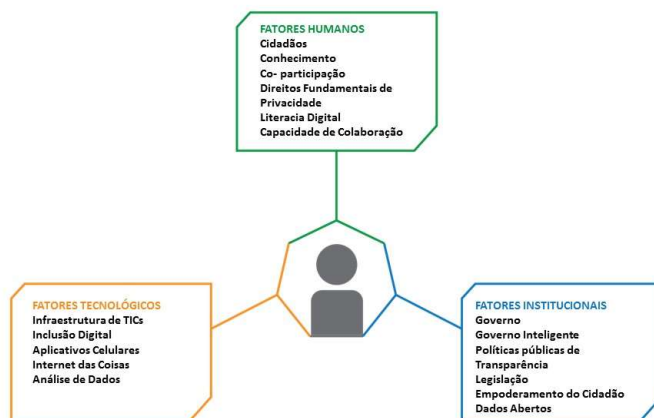 FATORES HUMANOS
Cidadãos
Conhecimento
Co- participação
Direitos Fundamentais de
Privacidade
Literacia Digital
Capacidade de Colaboração
FATORES TECNOLÓGICOS
Infraestrutura de TICs
Inclusão Digital
Aplicativos Celulares
Internet das Coisas
Análise de Dados
FATORES INSTITUCIONAIS
Governo
Governo Inteligente
Políticas públicas de
Transparência
Legislação
Empoderamento do Cidadão
Dados Abertos